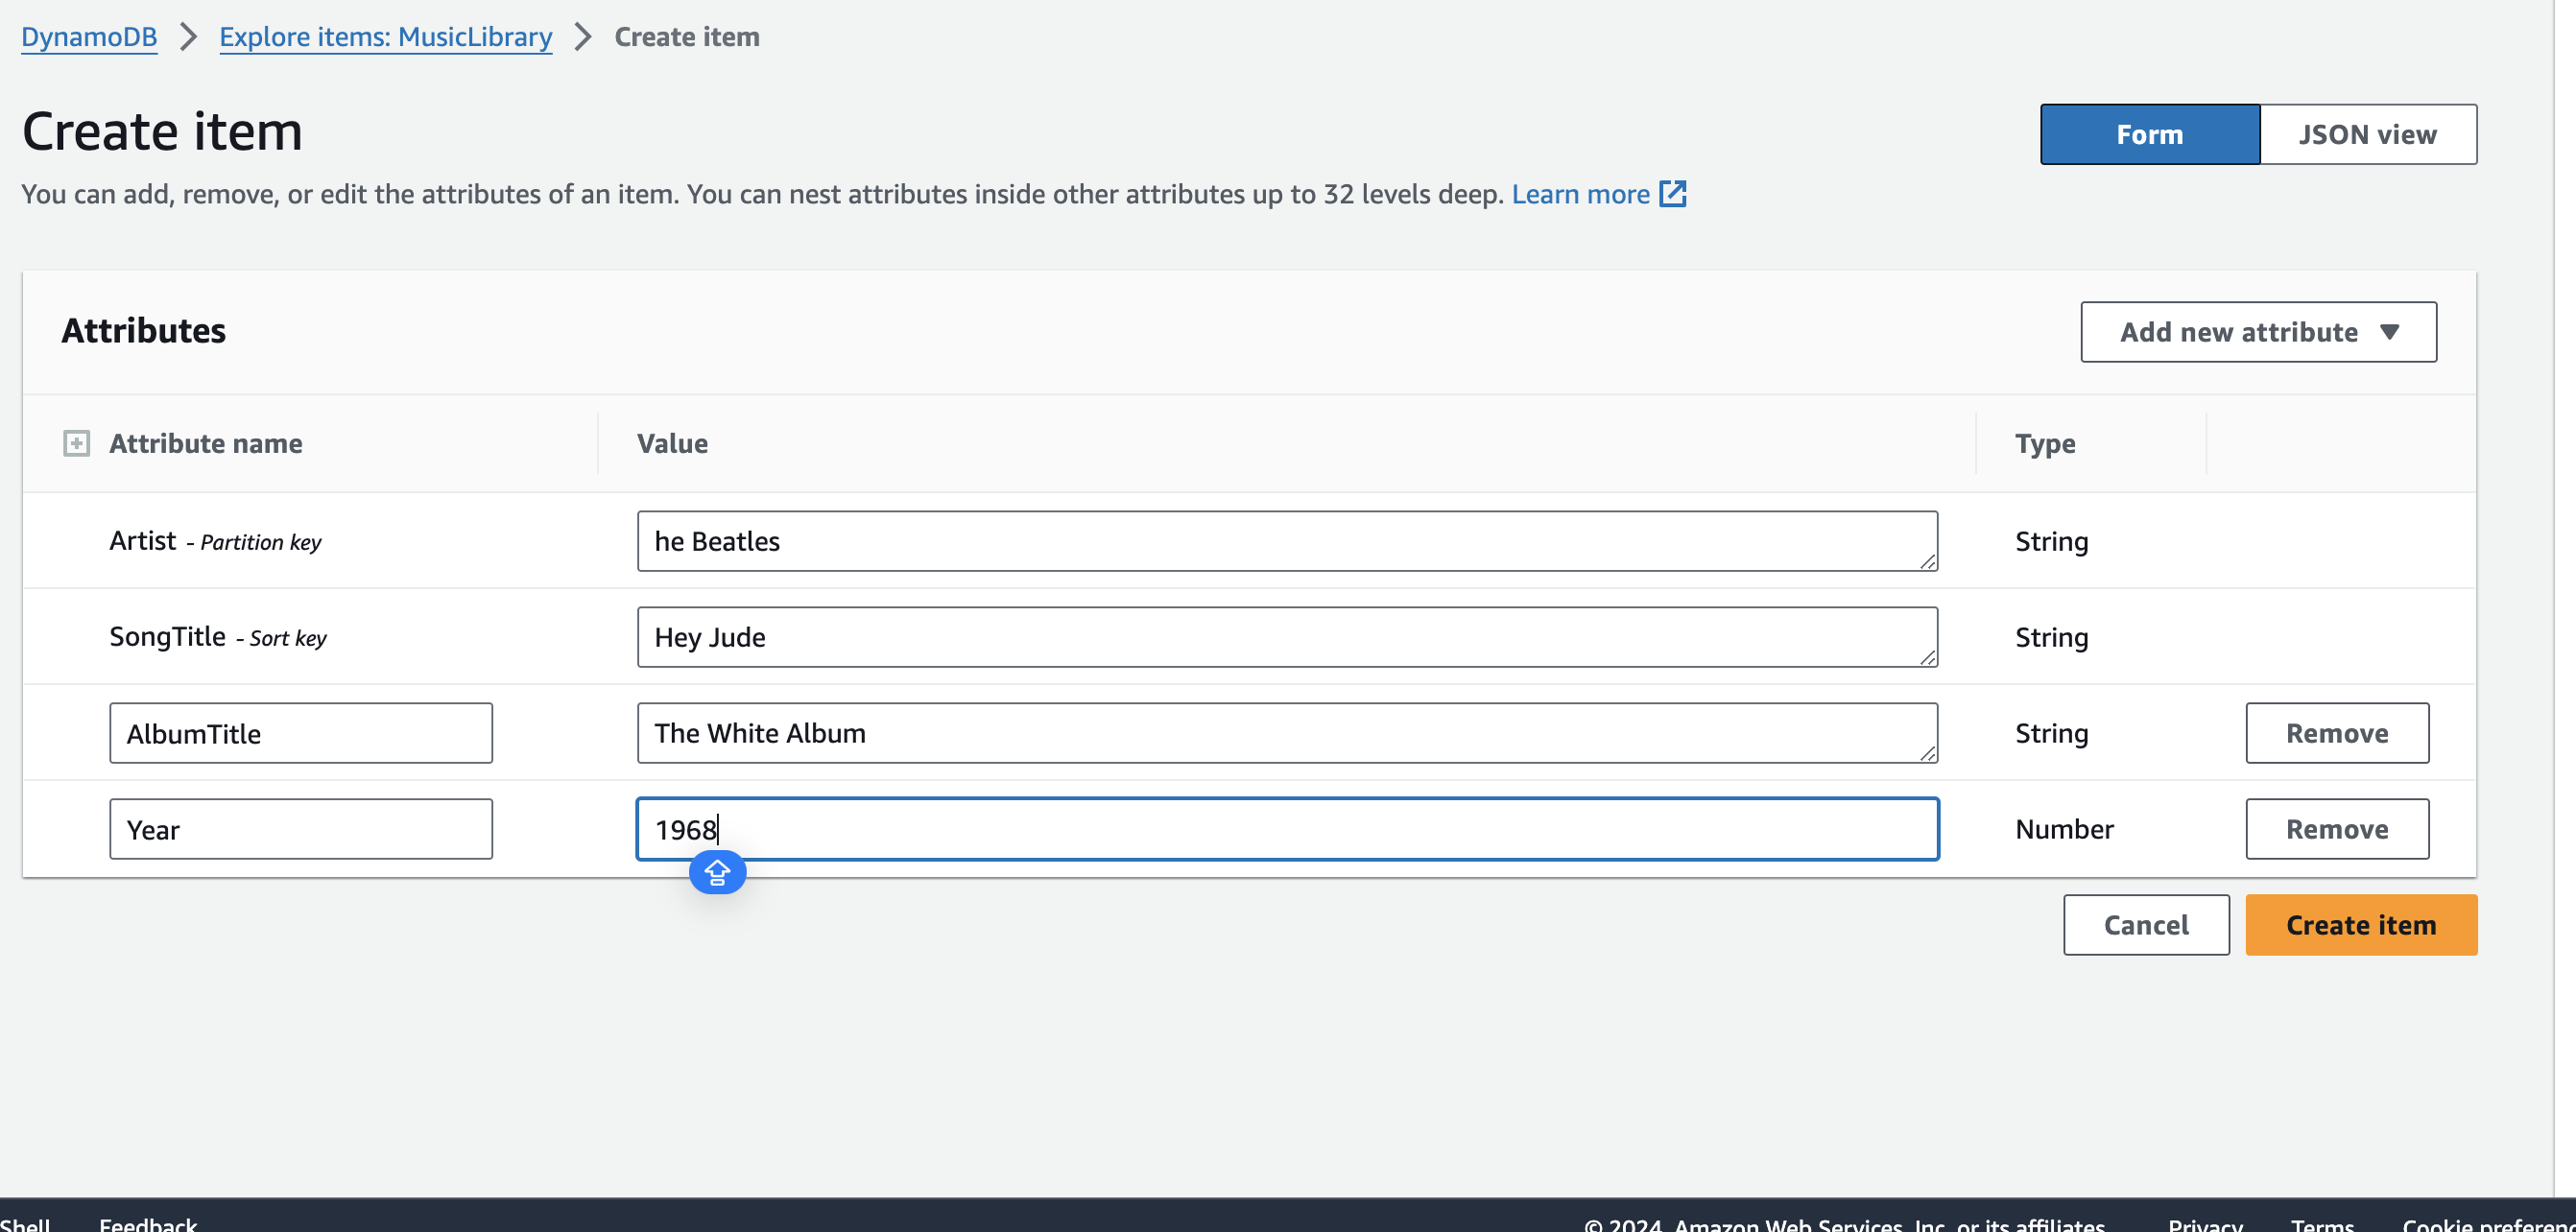 DynamoDB > Explore items: MusicLibrary > Create item
Create item
Form
JSON view
You can add, remove, or edit the attributes of an item. You can nest attributes inside other attributes up to 32 levels deep. Learn more
Attributes
Add new attribute
Attribute name Value Type
Artist - Partition key he Beatles String
SongTitle - Sort key Hey Jude String
AlbumTitle The White Album String Remove
Year 1968 Number Remove
Cancel Create item
Shell Feedback © 2024, Amazon Web Services, Inc. or its affiliates. Privacy Terms Cookie preferenc